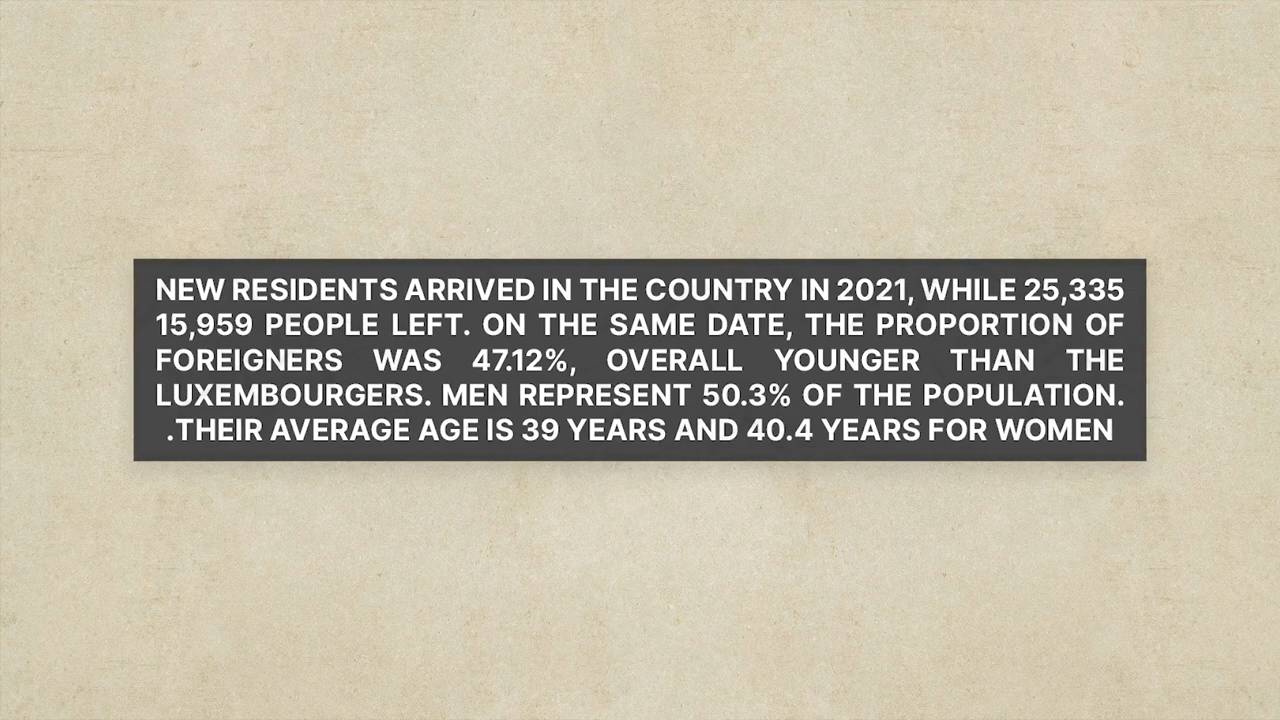 NEW RESIDENTS ARRIVED IN THE COUNTRY IN 2021, WHILE 25,335
15,959 PEOPLE LEFT. ON THE SAME DATE, THE PROPORTION OF
FOREIGNERS WAS 47.12%, OVERALL YOUNGER THAN THE
LUXEMBOURGERS. MEN REPRESENT 50.3% OF THE POPULATION.
.THEIR AVERAGE AGE IS 39 YEARS AND 40.4 YEARS FOR WOMEN